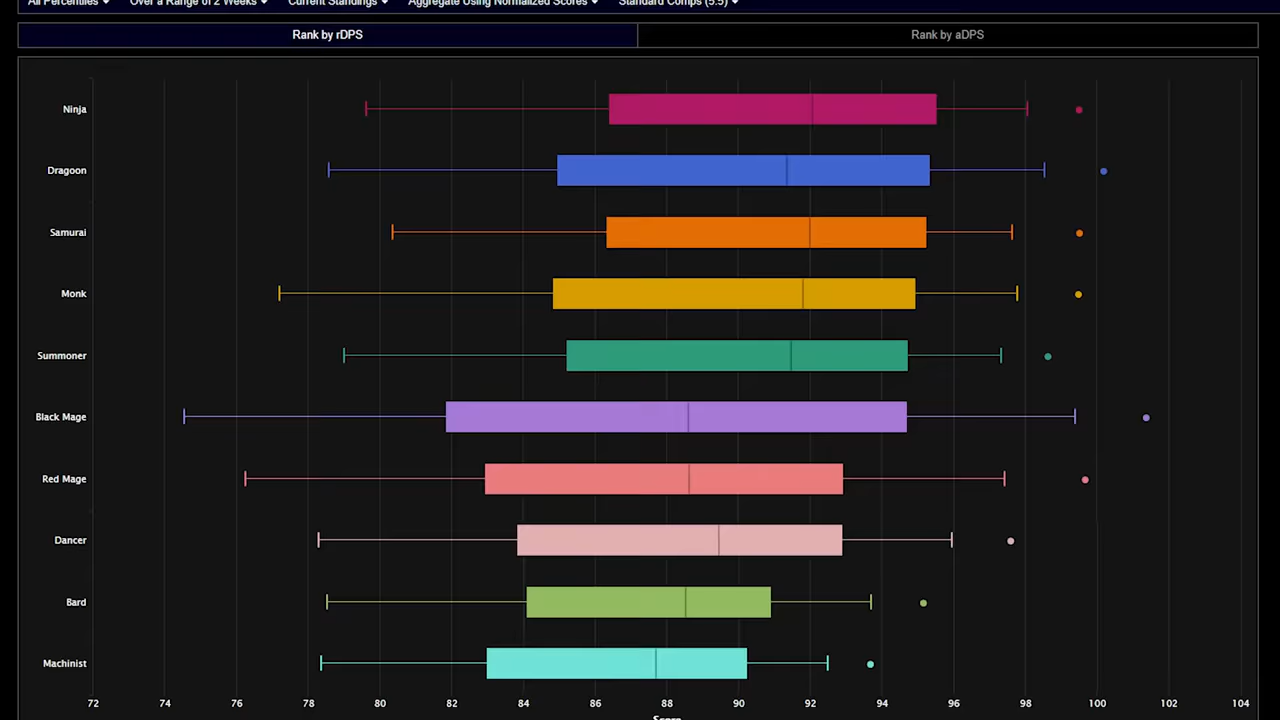 All Percentiles Over a Range of 2 Weeks Current Standings Aggregate Using Normalized Scores Standard Comps (5.5)
Rank by rDPS Rank by aDPS
Ninja
Dragoon
Samurai
Monk
Summoner
Black Mage
Red Mage
Dancer
Bard
Machinist
72 74 76 78 80 82 84 86 88 90 92 94 96 98 100 102 104
Score